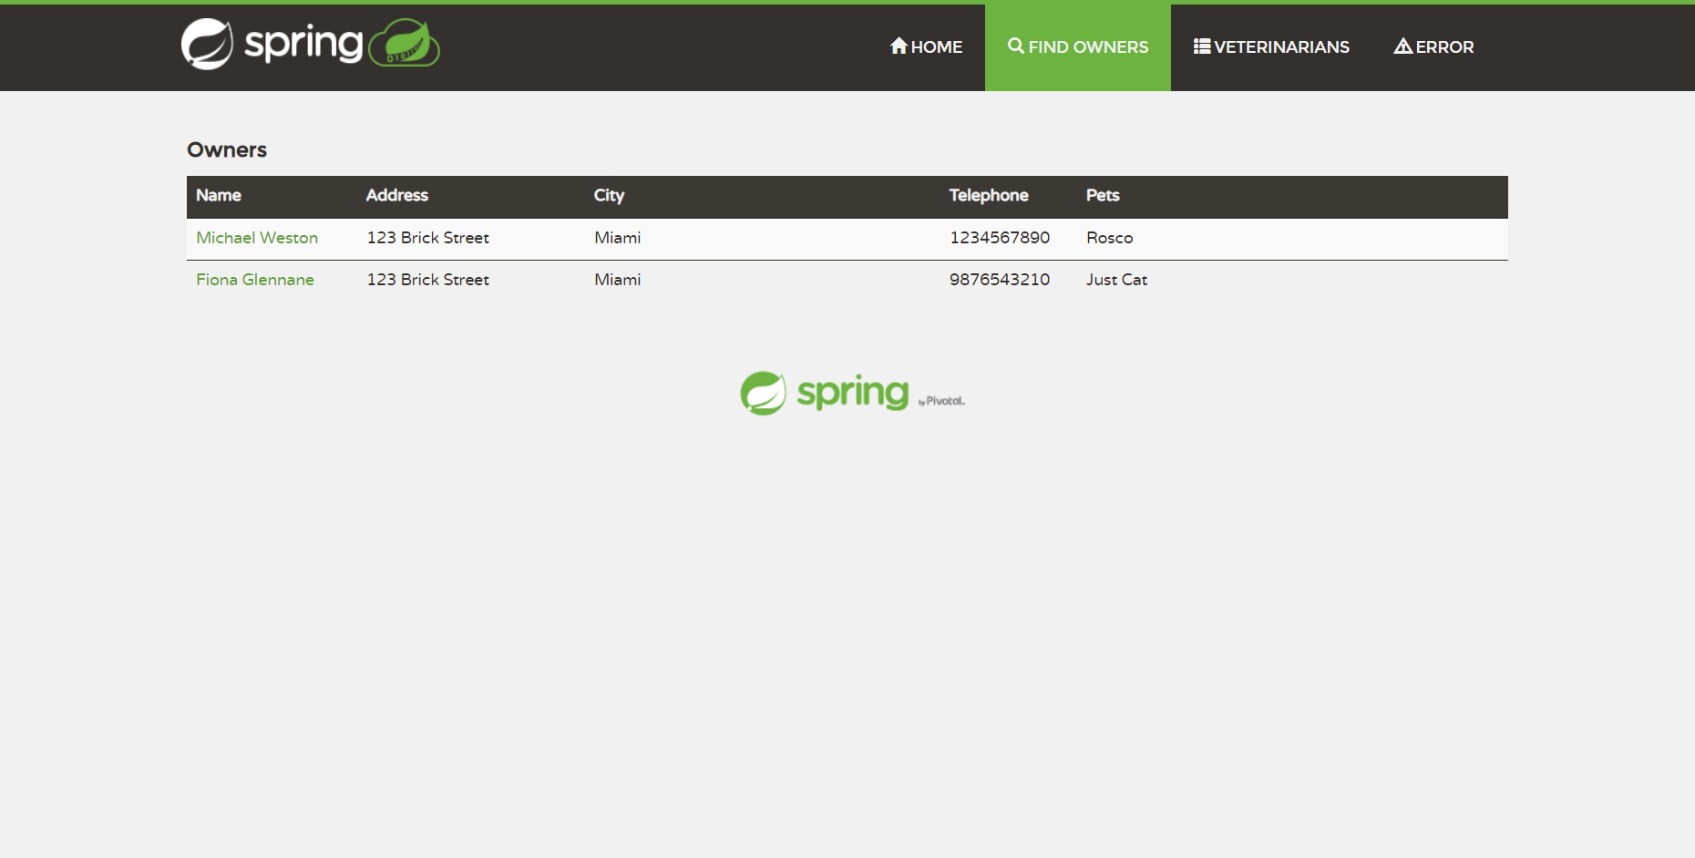 spring HOME FIND OWNERS VETERINARIANS ERROR
Owners
Name Address City Telephone Pets
Michael Weston 123 Brick Street Miami 1234567890 Rosco
Fiona Glennane 123 Brick Street Miami 9876543210 Just Cat
spring by Pivotal.